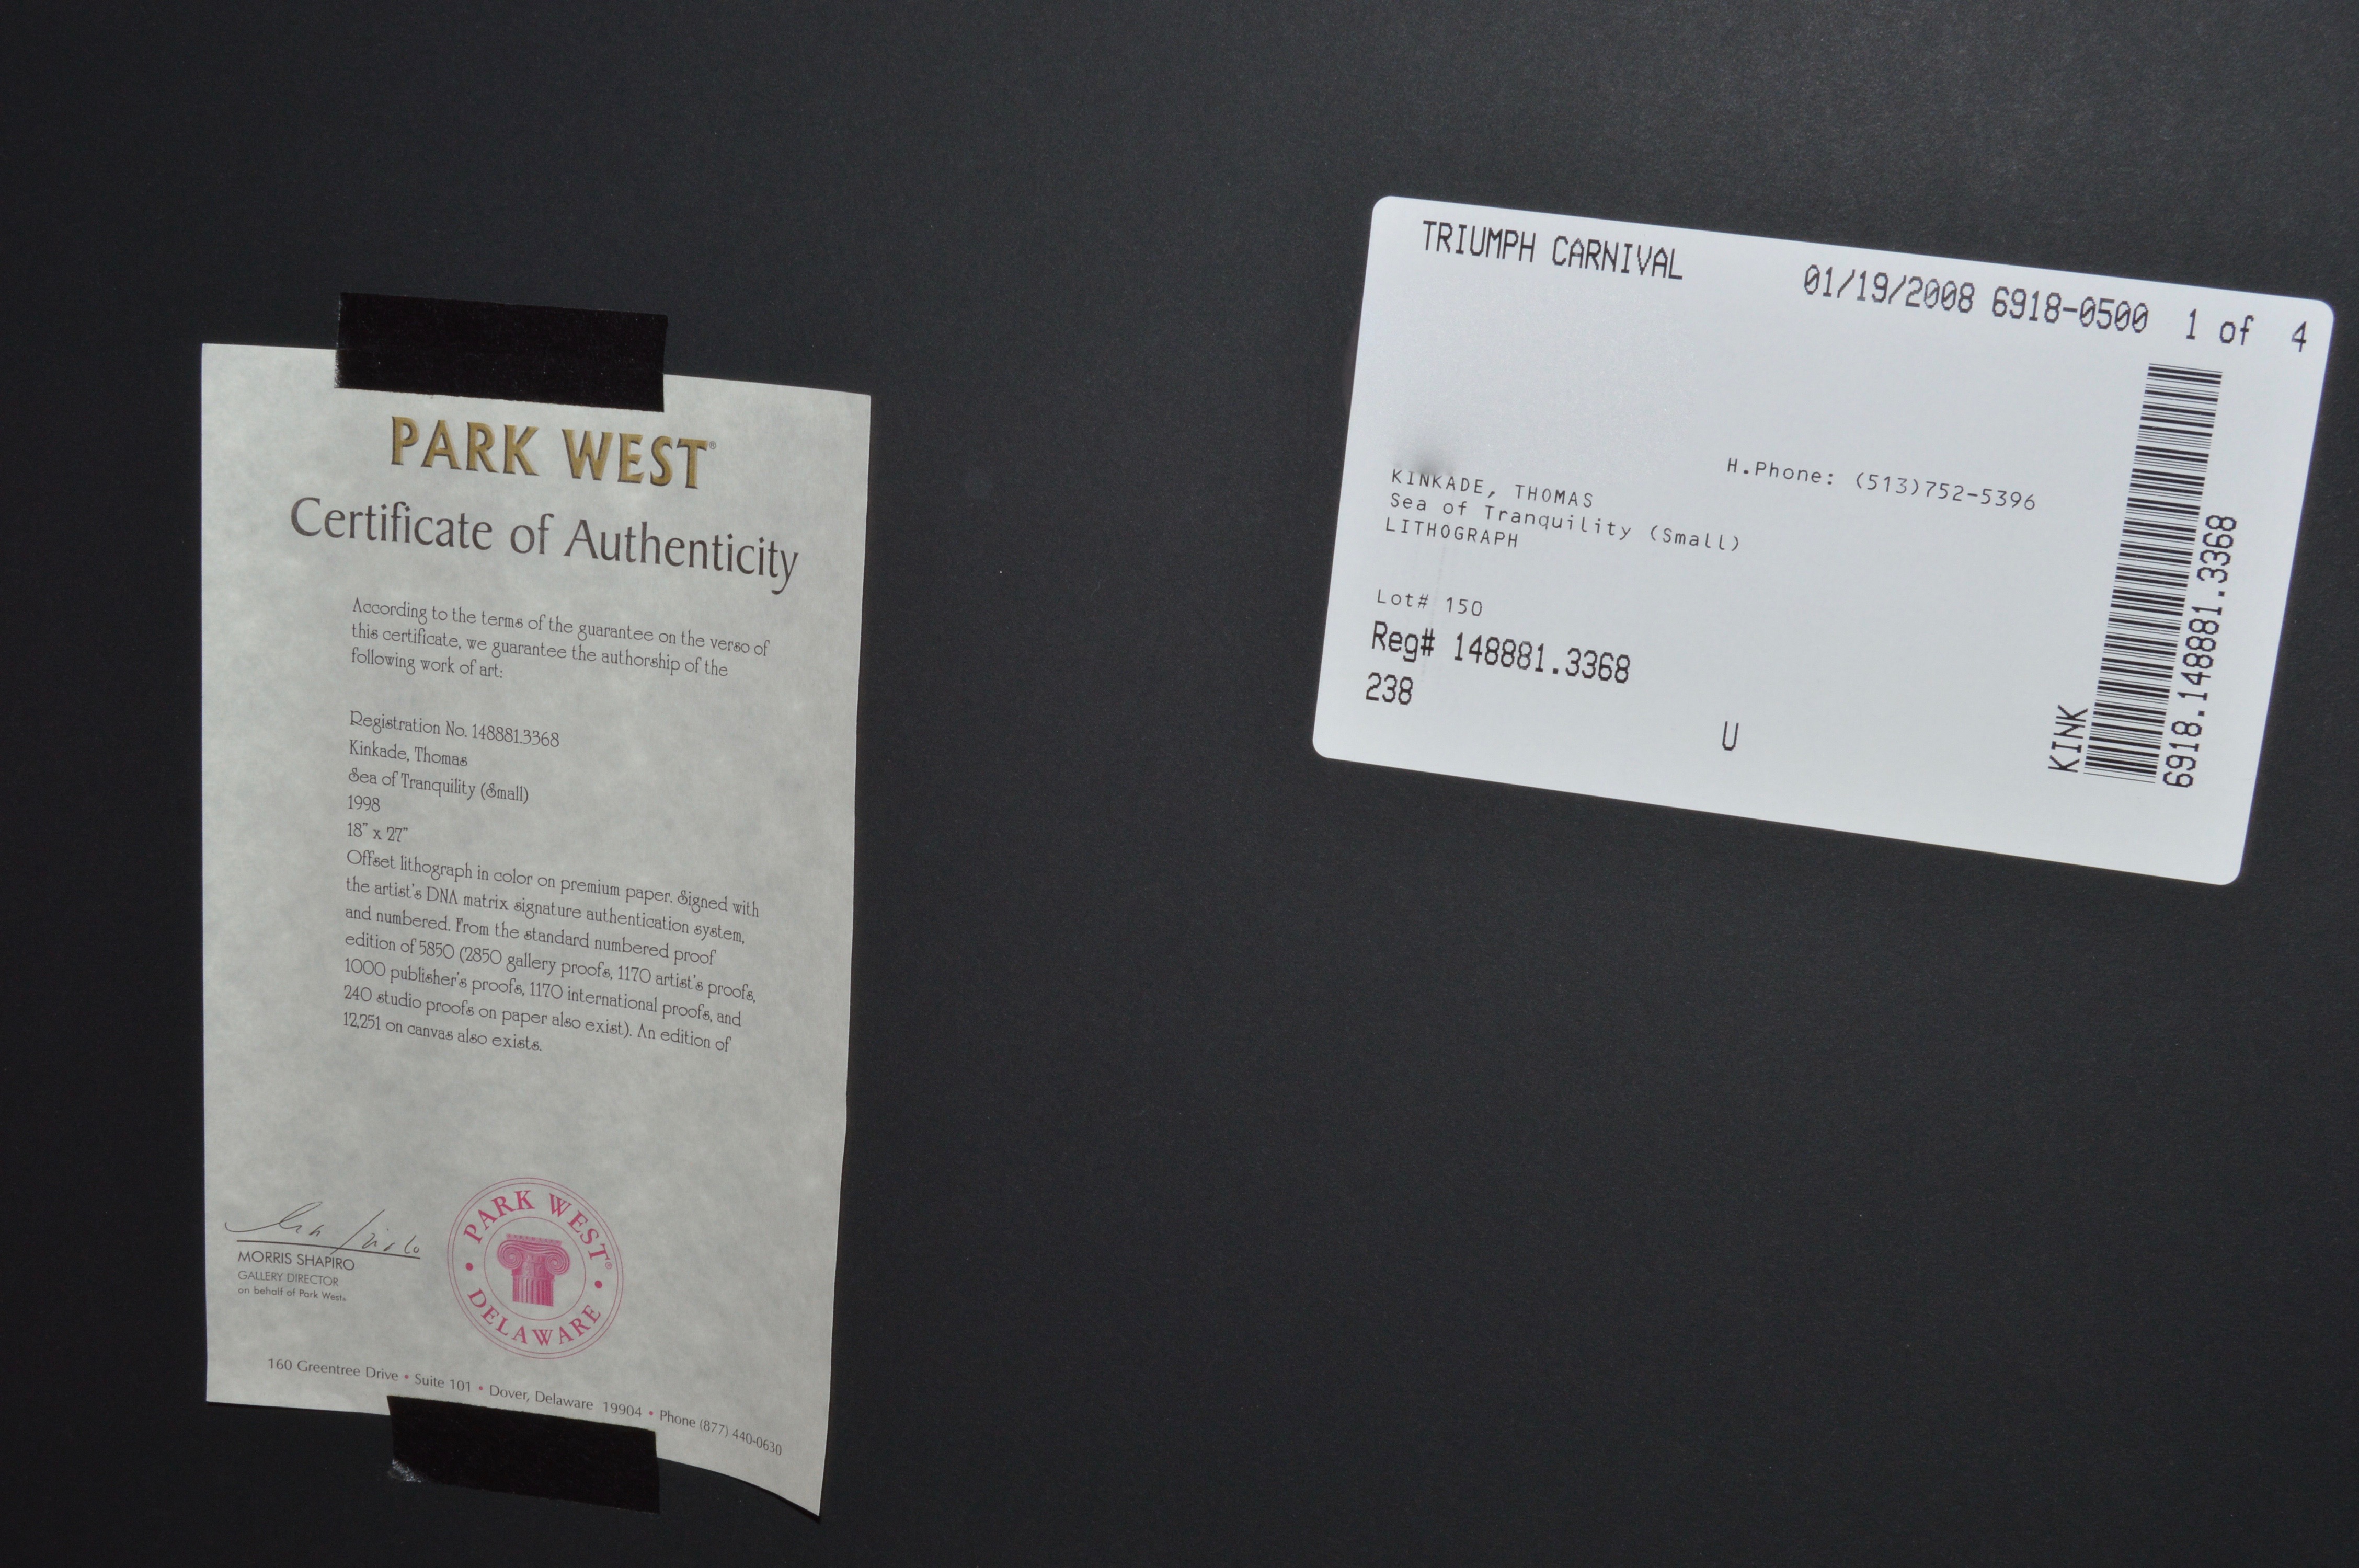 PARK WEST®
Certificate of Authenticity
According to the terms of the guarantee on the verso of
this certificate, we guarantee the authorship of the
following work of art:
Registration No. 148881.3368
Kinkade, Thomas
Sea of Tranquility (Small)
1998
18" x 27"
Offset lithograph in color on premium paper. Signed with
the artist's DNA matrix signature authentication system,
and numbered. From the standard numbered proof
edition of 5850 (2850 gallery proofs, 1170 artist's proofs,
1000 publisher's proofs, 1170 international proofs, and
240 studio proofs on paper also exist). An edition of
12,251 on canvas also exists.
MORRIS SHAPIRO
GALLERY DIRECTOR
on behalf of Park West®
PARK WEST®
• DELAWARE •
160 Greentree Drive • Suite 101 • Dover, Delaware 19904 • Phone (877) 440-0630
TRIUMPH CARNIVAL 01/19/2008 6918-0500 1 of 4
H.Phone: (513)752-5396
KINKADE, THOMAS
Sea of Tranquility (Small)
LITHOGRAPH
Lot# 150
Reg# 148881.3368
238
U
KINK
6918.148881.3368